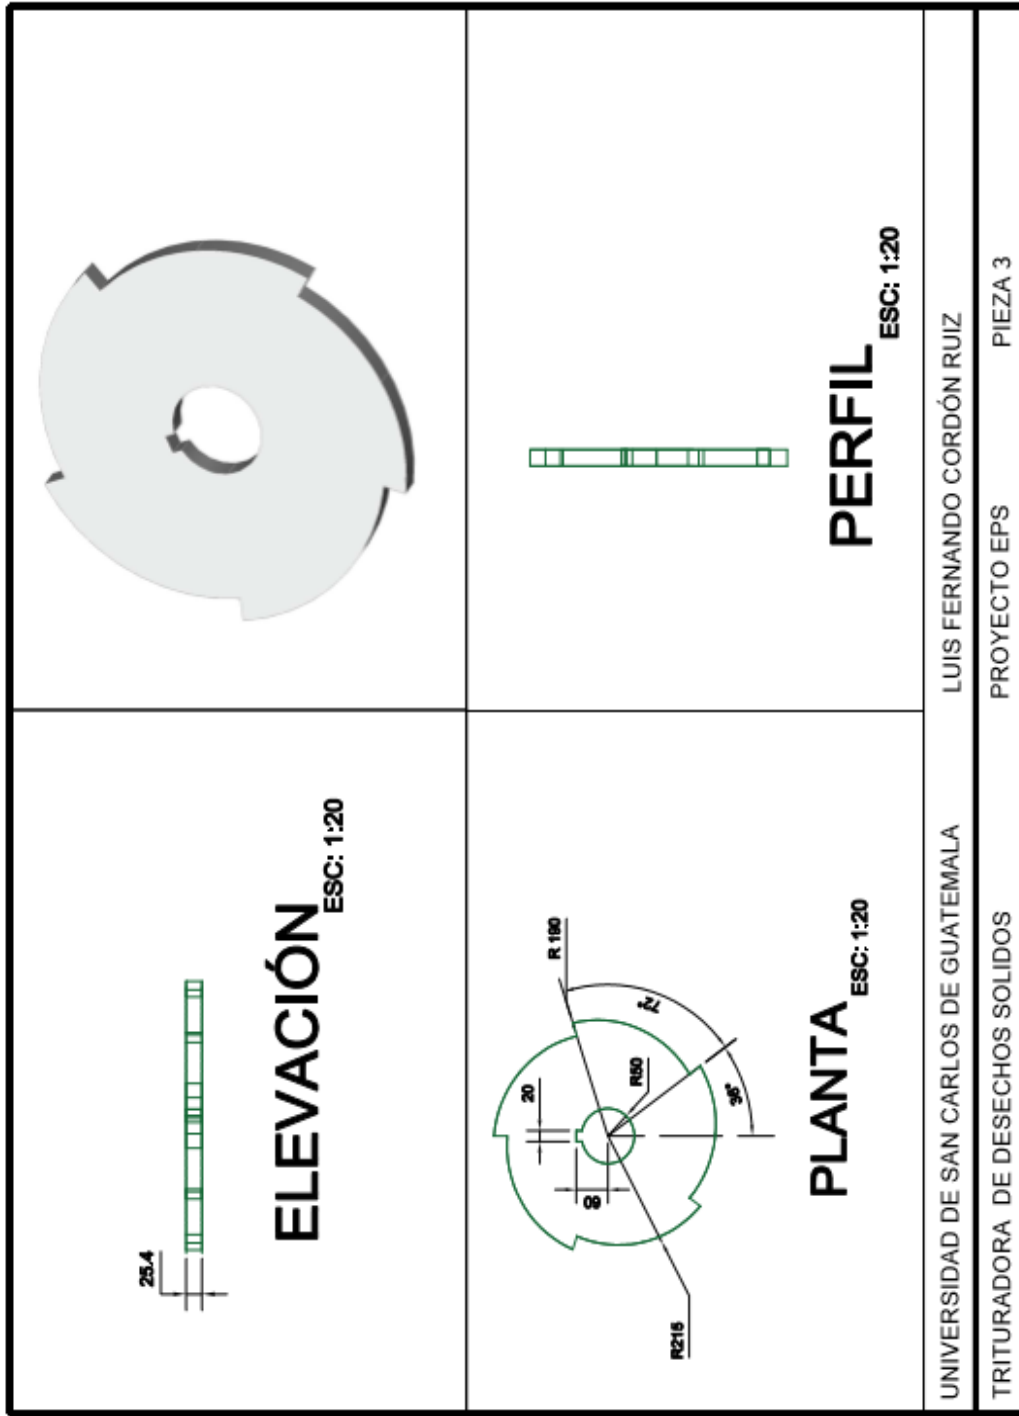 25.4
ELEVACIÓN
ESC: 1:20
20
R 190
60
R50
72°
36°
R215
PLANTA
ESC: 1:20
PERFIL
ESC: 1:20
UNIVERSIDAD DE SAN CARLOS DE GUATEMALA LUIS FERNANDO CORDÓN RUIZ
TRITURADORA DE DESECHOS SOLIDOS PROYECTO EPS PIEZA 3